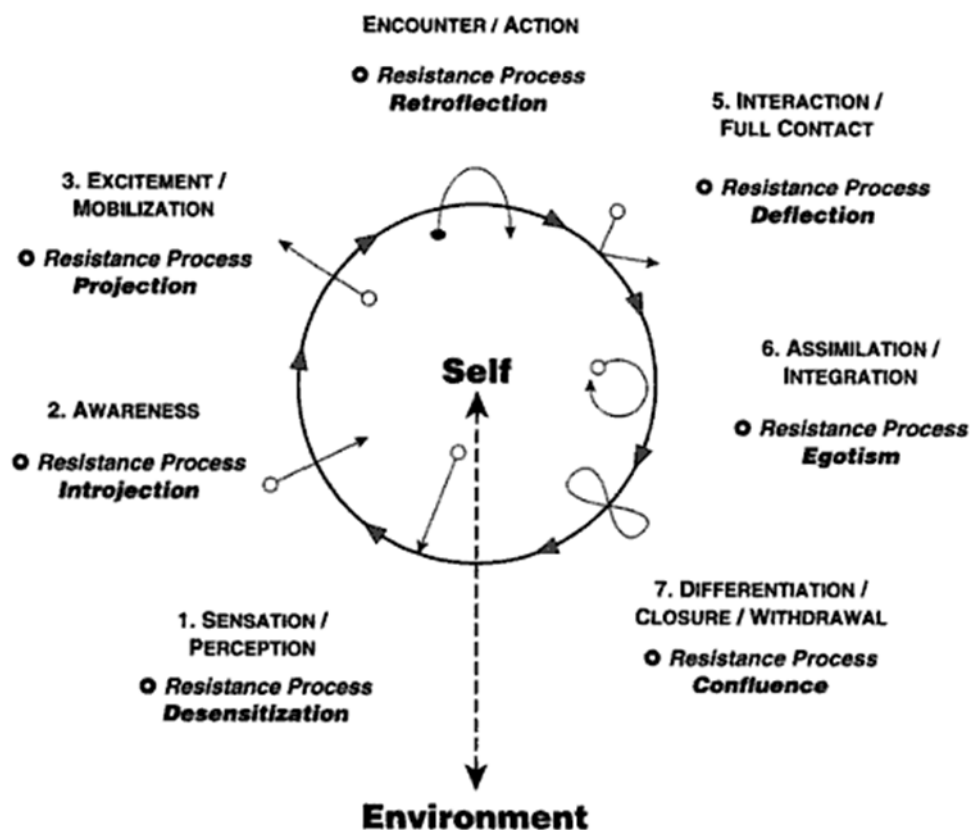 ENCOUNTER / ACTION
Resistance Process
Retroflection
5. INTERACTION /
FULL CONTACT
Resistance Process
Deflection
3. EXCITEMENT /
MOBILIZATION
Resistance Process
Projection
Self
6. ASSIMILATION /
INTEGRATION
Resistance Process
Egotism
2. AWARENESS
Resistance Process
Introjection
7. DIFFERENTIATION /
CLOSURE / WITHDRAWAL
Resistance Process
Confluence
1. SENSATION /
PERCEPTION
Resistance Process
Desensitization
Environment